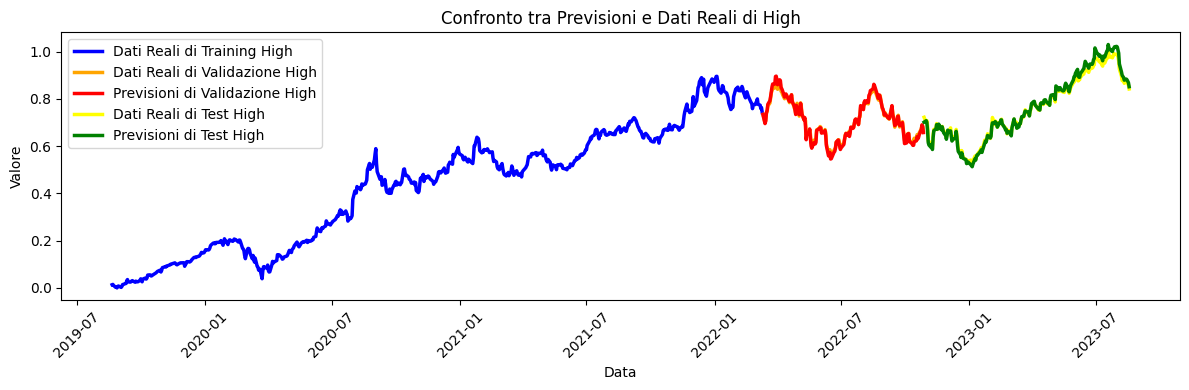 Confronto tra Previsioni e Dati Reali di High
Dati Reali di Training High
Dati Reali di Validazione High
Previsioni di Validazione High
Dati Reali di Test High
Previsioni di Test High
Valore
1.0
0.8
0.6
0.4
0.2
0.0
2019-07
2020-01
2020-07
2021-01
2021-07
2022-01
2022-07
2023-01
2023-07
Data